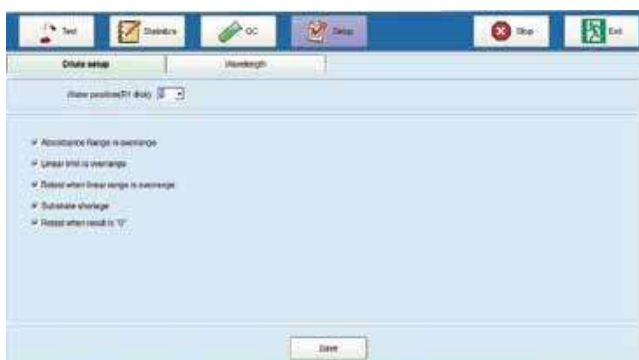 Test Statistics QC Setup Stop Exit
Dilute setup Wavelength
Water position(R1 disk)
Absorbance Range is overrange
Linear limit is overrange
Retest when linear range is overrange
Substrate shortage
Retest when result is "0"
Save